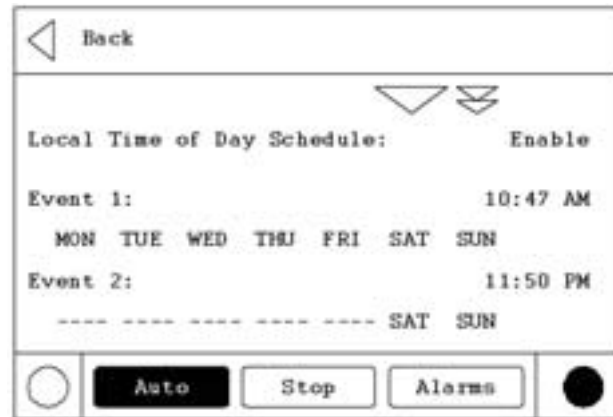 Back
Local Time of Day Schedule: Enable
Event 1: 10:47 AM
MON TUE WED THU FRI SAT SUN
Event 2: 11:50 PM
---- ---- ---- ---- ---- SAT SUN
Auto Stop Alarms